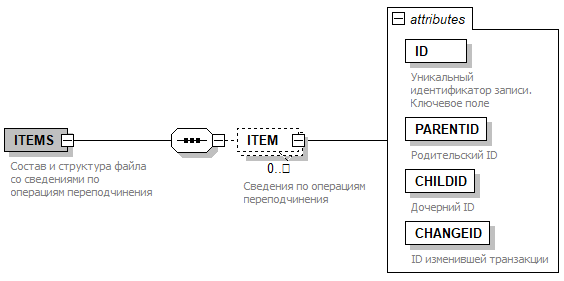 attributes
ID
Уникальный
идентификатор записи.
Ключевое поле
ITEMS
Состав и структура файла
со сведениями по
операциям переподчинения
ITEM
0..
Сведения по операциям
переподчинения
PARENTID
Родительский ID
CHILDID
Дочерний ID
CHANGEID
ID изменившей транзакции